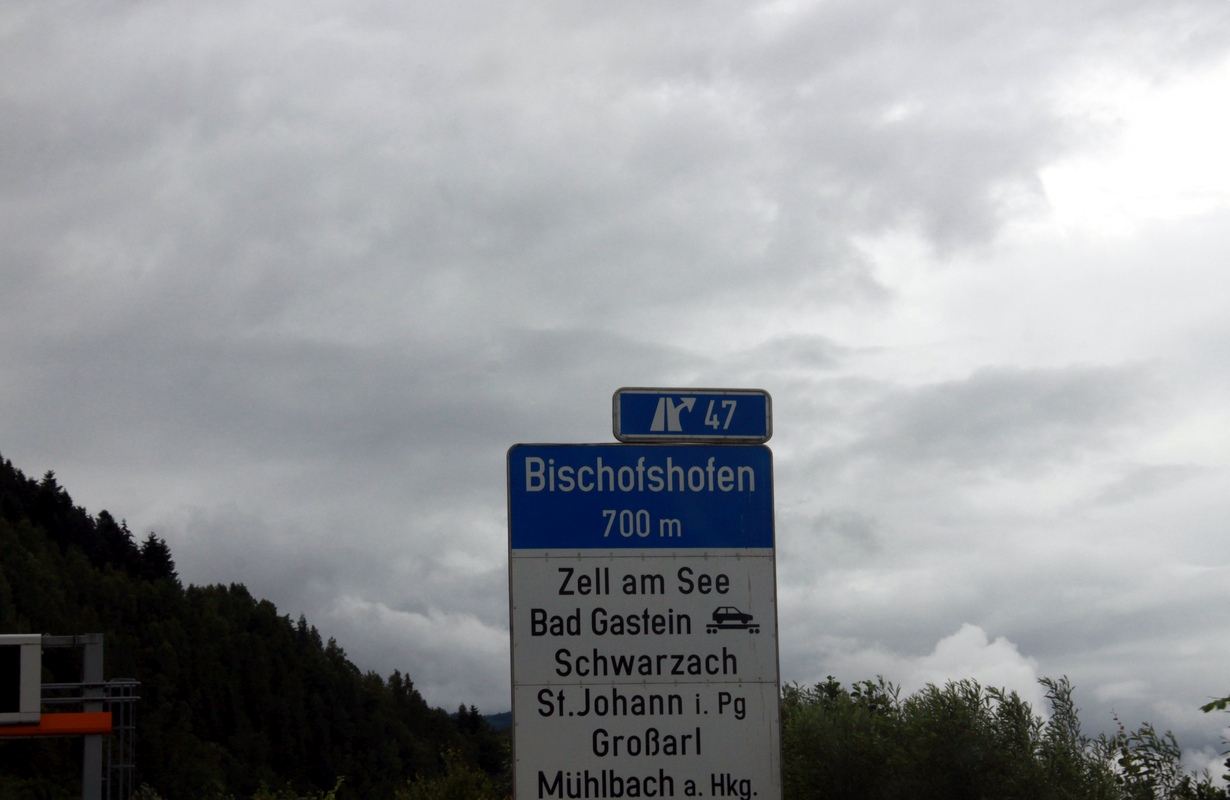 47
Bischofshofen
700 m
Zell am See
Bad Gastein
Schwarzach
St.Johann i. Pg
Großarl
Mühlbach a. Hkg.